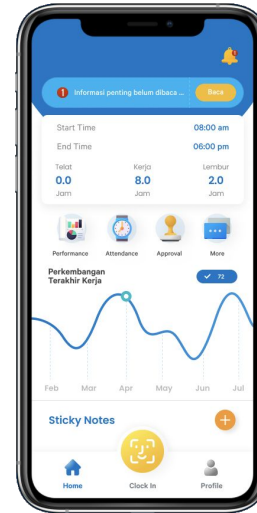 1
Informasi penting belum dibaca ...
Baca
Start Time 08:00 am
End Time 06:00 pm
Telat Kerja Lembur
0.0 8.0 2.0
Jam Jam Jam
Performance Attendance Approval More
Perkembangan
Terakhir Kerja
72
Feb Mar Apr May Jun Jul
Sticky Notes
Home Clock In Profile